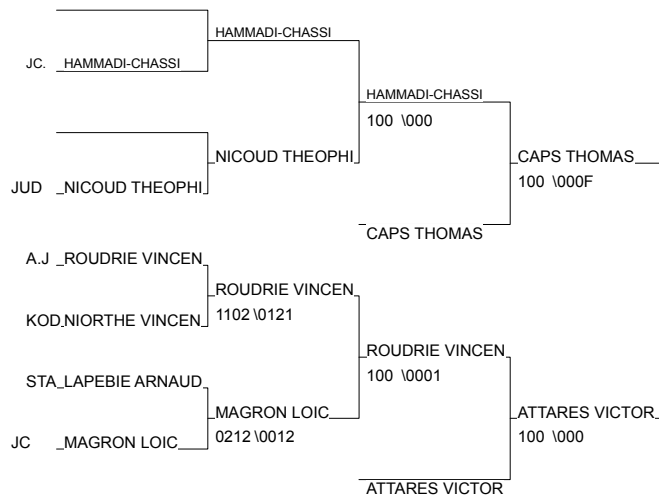 HAMMADI-CHASSI
JC. HAMMADI-CHASSI
HAMMADI-CHASSI
100 \000
NICOUD THEOPHI
CAPS THOMAS
100 \000F
JUD NICOUD THEOPHI
CAPS THOMAS
A.J ROUDRIE VINCEN
ROUDRIE VINCEN
1102 \0121
KOD NIORTHE VINCEN
ROUDRIE VINCEN
100 \0001
STA LAPEBIE ARNAUD
MAGRON LOIC
0212 \0012
ATTARES VICTOR
100 \000
JC MAGRON LOIC
ATTARES VICTOR